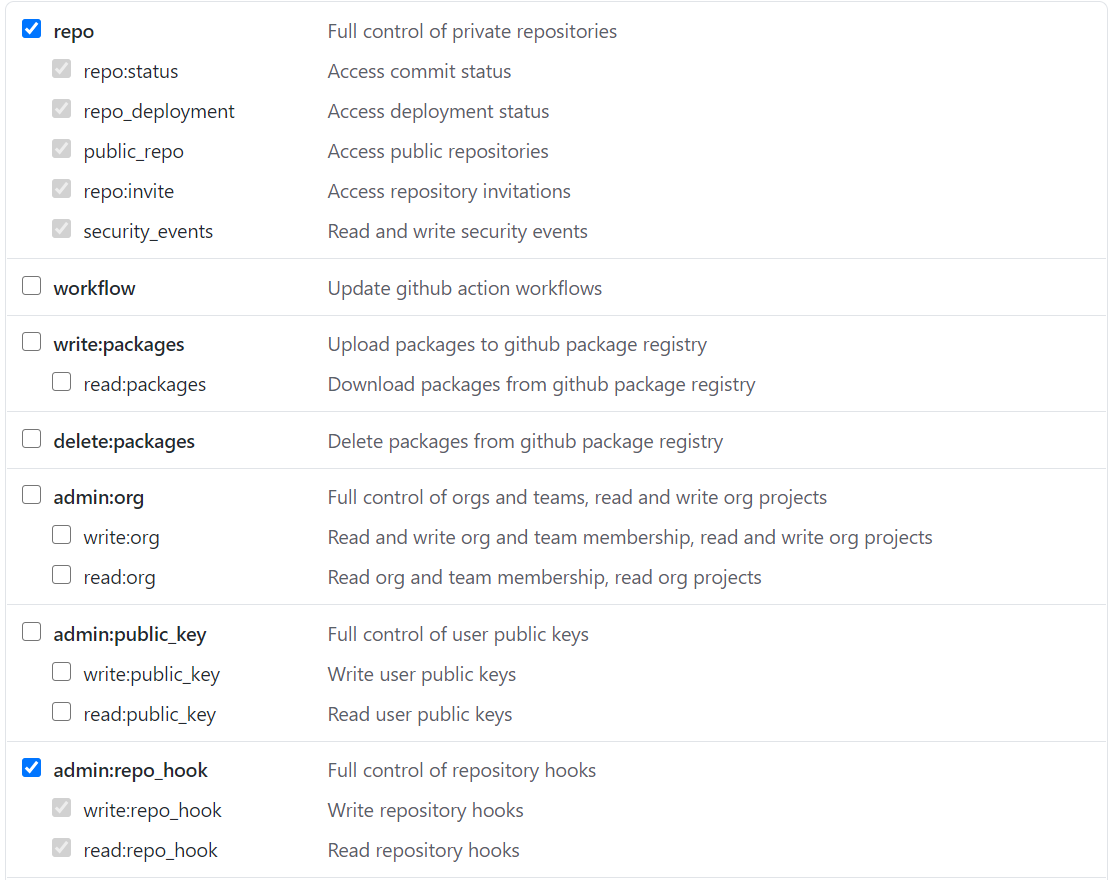 repo Full control of private repositories
repo:status Access commit status
repo_deployment Access deployment status
public_repo Access public repositories
repo:invite Access repository invitations
security_events Read and write security events
workflow Update github action workflows
write:packages Upload packages to github package registry
read:packages Download packages from github package registry
delete:packages Delete packages from github package registry
admin:org Full control of orgs and teams, read and write org projects
write:org Read and write org and team membership, read and write org projects
read:org Read org and team membership, read org projects
admin:public_key Full control of user public keys
write:public_key Write user public keys
read:public_key Read user public keys
admin:repo_hook Full control of repository hooks
write:repo_hook Write repository hooks
read:repo_hook Read repository hooks